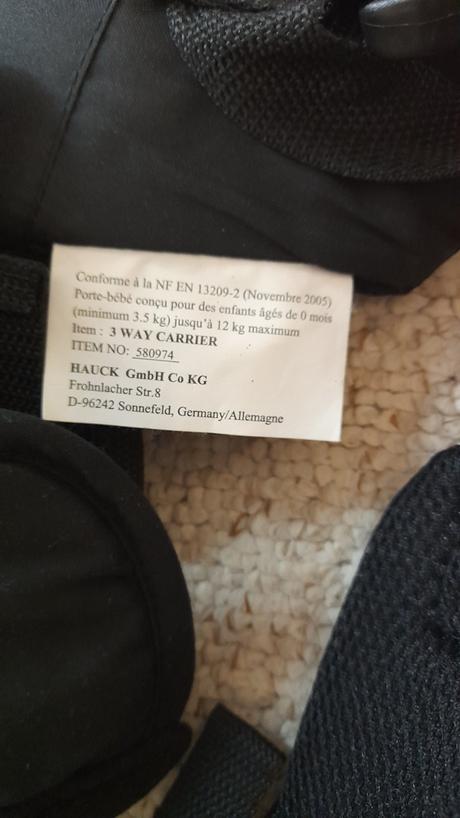 Conforme à la NF EN 13209-2 (Novembre 2005)
Porte-bébé conçu pour des enfants âgés de 0 mois
(minimum 3.5 kg) jusqu'à 12 kg maximum
Item : 3 WAY CARRIER
ITEM NO: 580974
HAUCK GmbH Co KG
Frohnlacher Str.8
D-96242 Sonnefeld, Germany/Allemagne